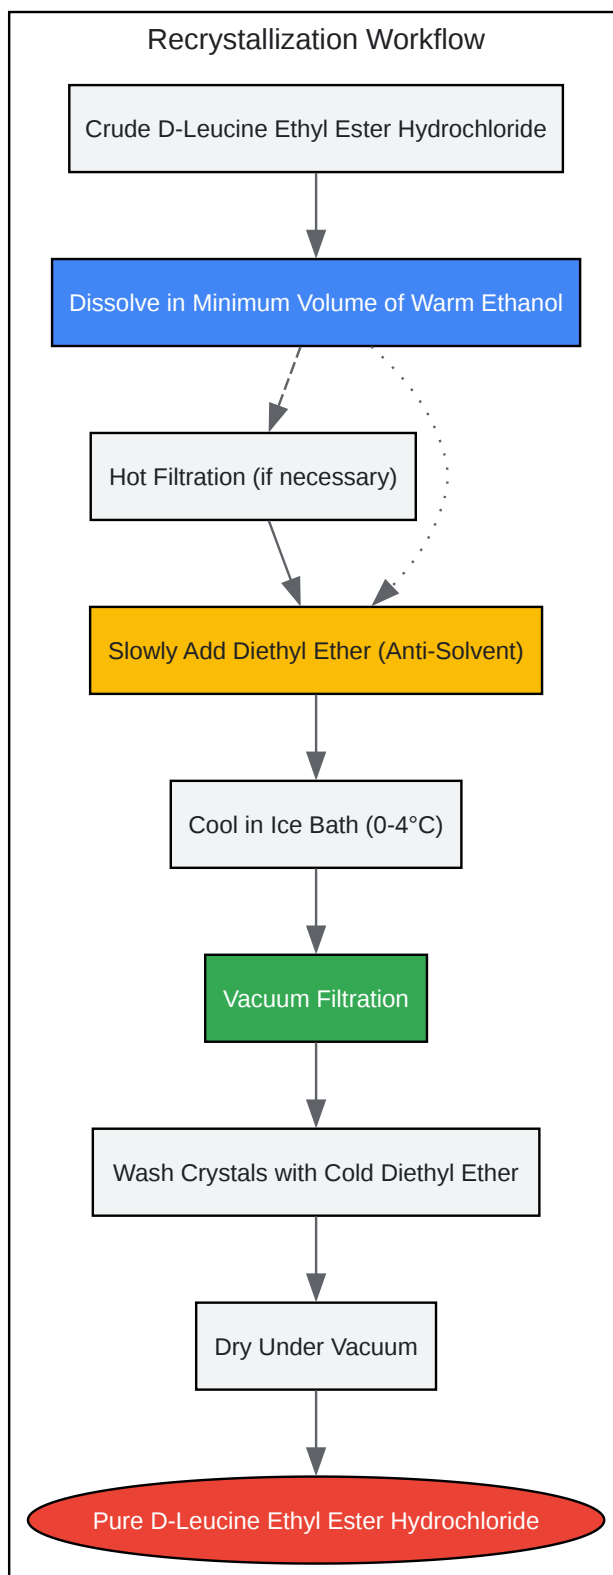 Recrystallization Workflow
Crude D-Leucine Ethyl Ester Hydrochloride
Dissolve in Minimum Volume of Warm Ethanol
Hot Filtration (if necessary)
Slowly Add Diethyl Ether (Anti-Solvent)
Cool in Ice Bath (0-4°C)
Vacuum Filtration
Wash Crystals with Cold Diethyl Ether
Dry Under Vacuum
Pure D-Leucine Ethyl Ester Hydrochloride